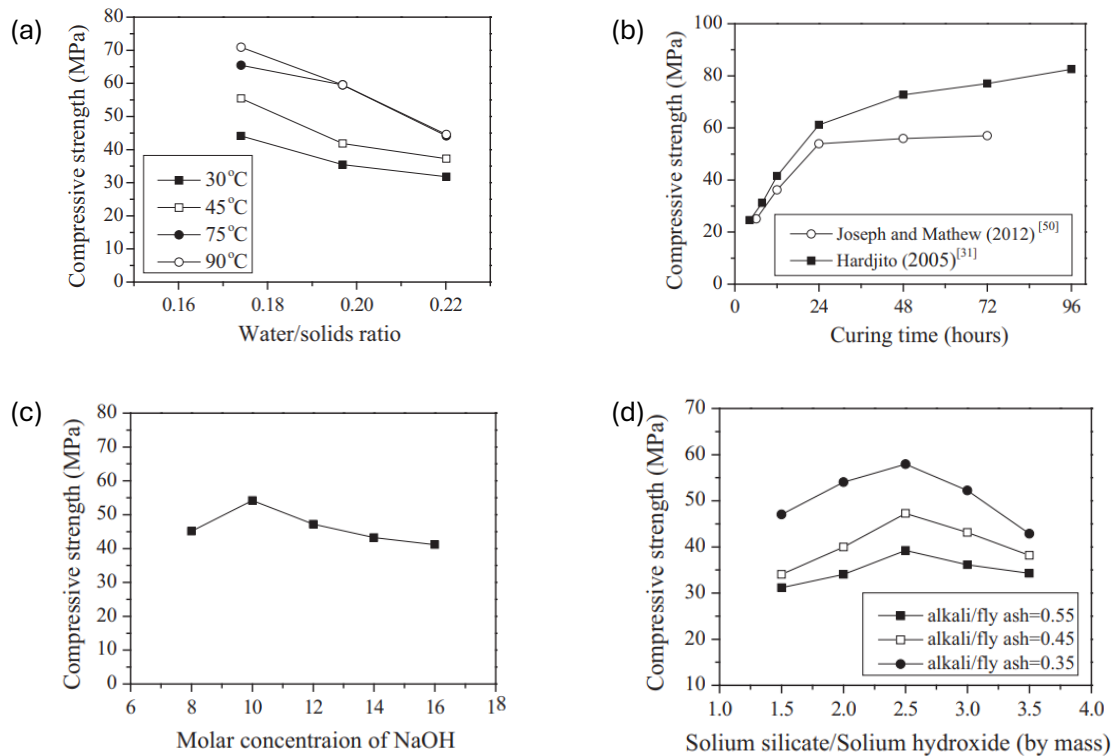 (a)
Compressive strength (MPa)
80
70
60
50
40
30
20
10
0
30°C
45°C
75°C
90°C
0.16 0.18 0.20 0.22
Water/solids ratio
(b)
Compressive strength (MPa)
100
80
60
40
20
0
Joseph and Mathew (2012)[50]
Hardjito (2005)[31]
0 24 48 72 96
Curing time (hours)
(c)
Compressive strength (MPa)
80
70
60
50
40
30
20
10
0
6 8 10 12 14 16 18
Molar concentraion of NaOH
(d)
Compressive strength (MPa)
70
60
50
40
30
20
10
alkali/fly ash=0.55
alkali/fly ash=0.45
alkali/fly ash=0.35
1.0 1.5 2.0 2.5 3.0 3.5 4.0
Solium silicate/Solium hydroxide (by mass)